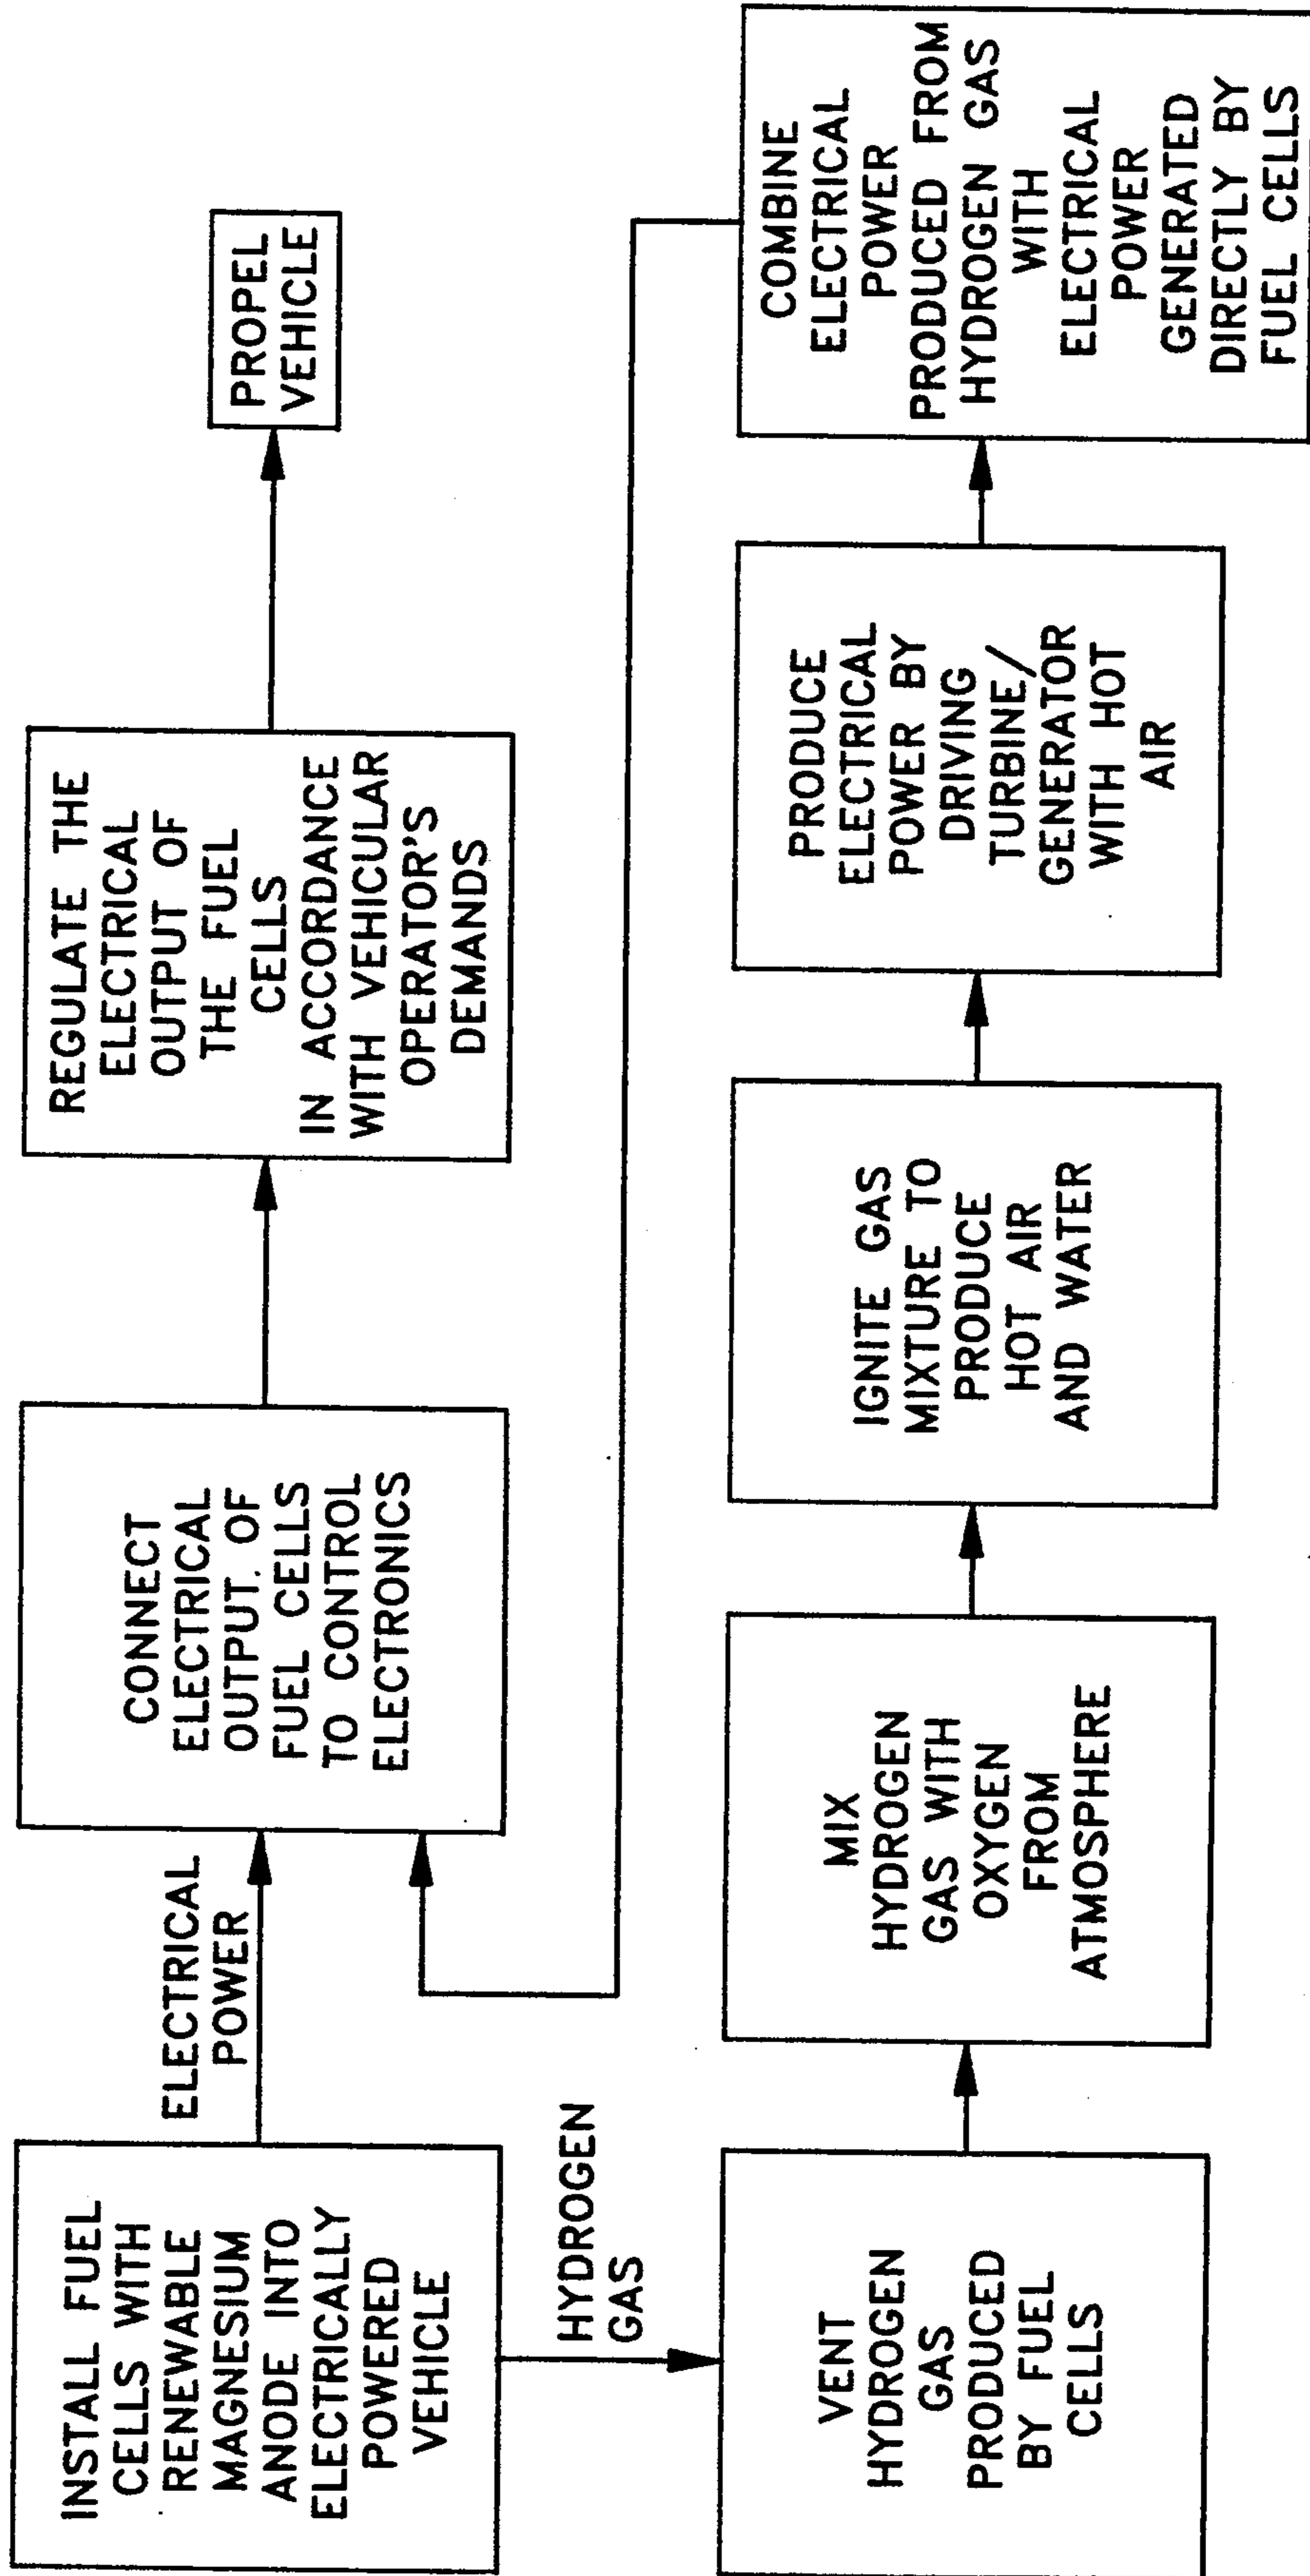 INSTALL FUEL
CELLS WITH
RENEWABLE
MAGNESIUM
ANODE INTO
ELECTRICALLY
POWERED
VEHICLE
ELECTRICAL
POWER
CONNECT
ELECTRICAL
OUTPUT. OF
FUEL CELLS
TO CONTROL
ELECTRONICS
REGULATE THE
ELECTRICAL
OUTPUT OF
THE FUEL
CELLS
IN ACCORDANCE
WITH VEHICULAR
OPERATOR'S
DEMANDS
PROPEL
VEHICLE
HYDROGEN
GAS
VENT
HYDROGEN
GAS
PRODUCED
BY FUEL
CELLS
MIX
HYDROGEN
GAS WITH
OXYGEN
FROM
ATMOSPHERE
IGNITE GAS
MIXTURE TO
PRODUCE
HOT AIR
AND WATER
PRODUCE
ELECTRICAL
POWER BY
DRIVING
TURBINE/
GENERATOR
WITH HOT
AIR
COMBINE
ELECTRICAL
POWER
PRODUCED FROM
HYDROGEN GAS
WITH
ELECTRICAL
POWER
GENERATED
DIRECTLY BY
FUEL CELLS